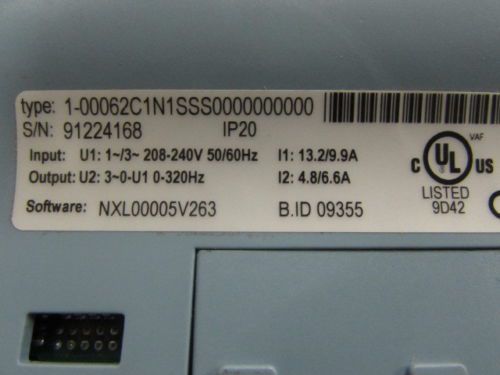 type: 1-00062C1N1SSS0000000000
S/N: 91224168 IP20
Input: U1: 1~/3~ 208-240V 50/60Hz I1: 13.2/9.9A
Output: U2: 3~0-U1 0-320Hz I2: 4.8/6.6A
Software: NXL00005V263 B.ID 09355
VAF
C UL US
LISTED
9D42